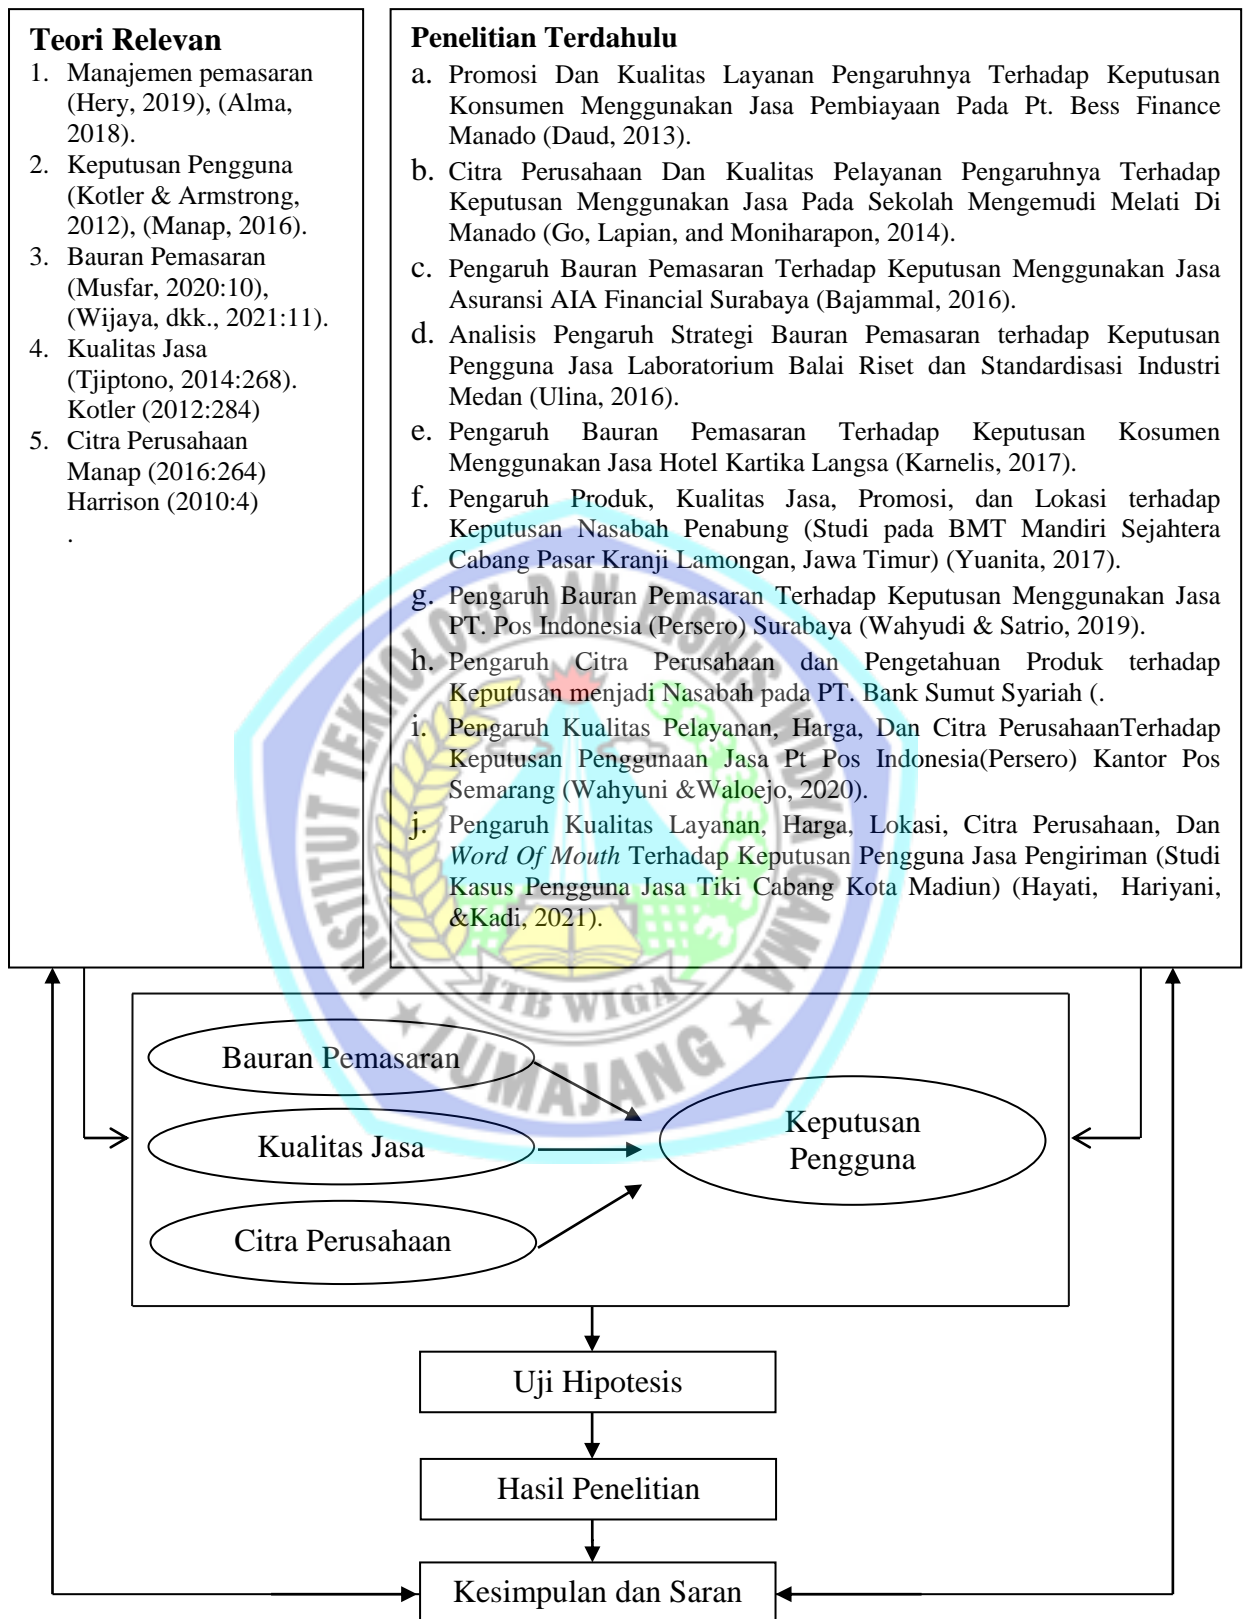 Teori Relevan
1. Manajemen pemasaran
(Hery, 2019), (Alma,
2018).
2. Keputusan Pengguna
(Kotler & Armstrong,
2012), (Manap, 2016).
3. Bauran Pemasaran
(Musfar, 2020:10),
(Wijaya, dkk., 2021:11).
4. Kualitas Jasa
(Tjiptono, 2014:268).
Kotler (2012:284)
5. Citra Perusahaan
Manap (2016:264)
Harrison (2010:4)
.
Penelitian Terdahulu
a. Promosi Dan Kualitas Layanan Pengaruhnya Terhadap Keputusan
Konsumen Menggunakan Jasa Pembiayaan Pada Pt. Bess Finance
Manado (Daud, 2013).
b. Citra Perusahaan Dan Kualitas Pelayanan Pengaruhnya Terhadap
Keputusan Menggunakan Jasa Pada Sekolah Mengemudi Melati Di
Manado (Go, Lapian, and Moniharapon, 2014).
c. Pengaruh Bauran Pemasaran Terhadap Keputusan Menggunakan Jasa
Asuransi AIA Financial Surabaya (Bajammal, 2016).
d. Analisis Pengaruh Strategi Bauran Pemasaran terhadap Keputusan
Pengguna Jasa Laboratorium Balai Riset dan Standardisasi Industri
Medan (Ulina, 2016).
e. Pengaruh Bauran Pemasaran Terhadap Keputusan Kosumen
Menggunakan Jasa Hotel Kartika Langsa (Karnelis, 2017).
f. Pengaruh Produk, Kualitas Jasa, Promosi, dan Lokasi terhadap
Keputusan Nasabah Penabung (Studi pada BMT Mandiri Sejahtera
Cabang Pasar Kranji Lamongan, Jawa Timur) (Yuanita, 2017).
g. Pengaruh Bauran Pemasaran Terhadap Keputusan Menggunakan Jasa
PT. Pos Indonesia (Persero) Surabaya (Wahyudi & Satrio, 2019).
h. Pengaruh Citra Perusahaan dan Pengetahuan Produk terhadap
Keputusan menjadi Nasabah pada PT. Bank Sumut Syariah (.
i. Pengaruh Kualitas Pelayanan, Harga, Dan Citra PerusahaanTerhadap
Keputusan Penggunaan Jasa Pt Pos Indonesia(Persero) Kantor Pos
Semarang (Wahyuni &Waloejo, 2020).
j. Pengaruh Kualitas Layanan, Harga, Lokasi, Citra Perusahaan, Dan
Word Of Mouth Terhadap Keputusan Pengguna Jasa Pengiriman (Studi
Kasus Pengguna Jasa Tiki Cabang Kota Madiun) (Hayati, Hariyani,
&Kadi, 2021).
INSTITUT TEKNOLOGI DAN BISNIS WIDYA GAMA
ITB WIGA
LUMAJANG
Bauran Pemasaran
Kualitas Jasa
Citra Perusahaan
Keputusan
Pengguna
Uji Hipotesis
Hasil Penelitian
Kesimpulan dan Saran